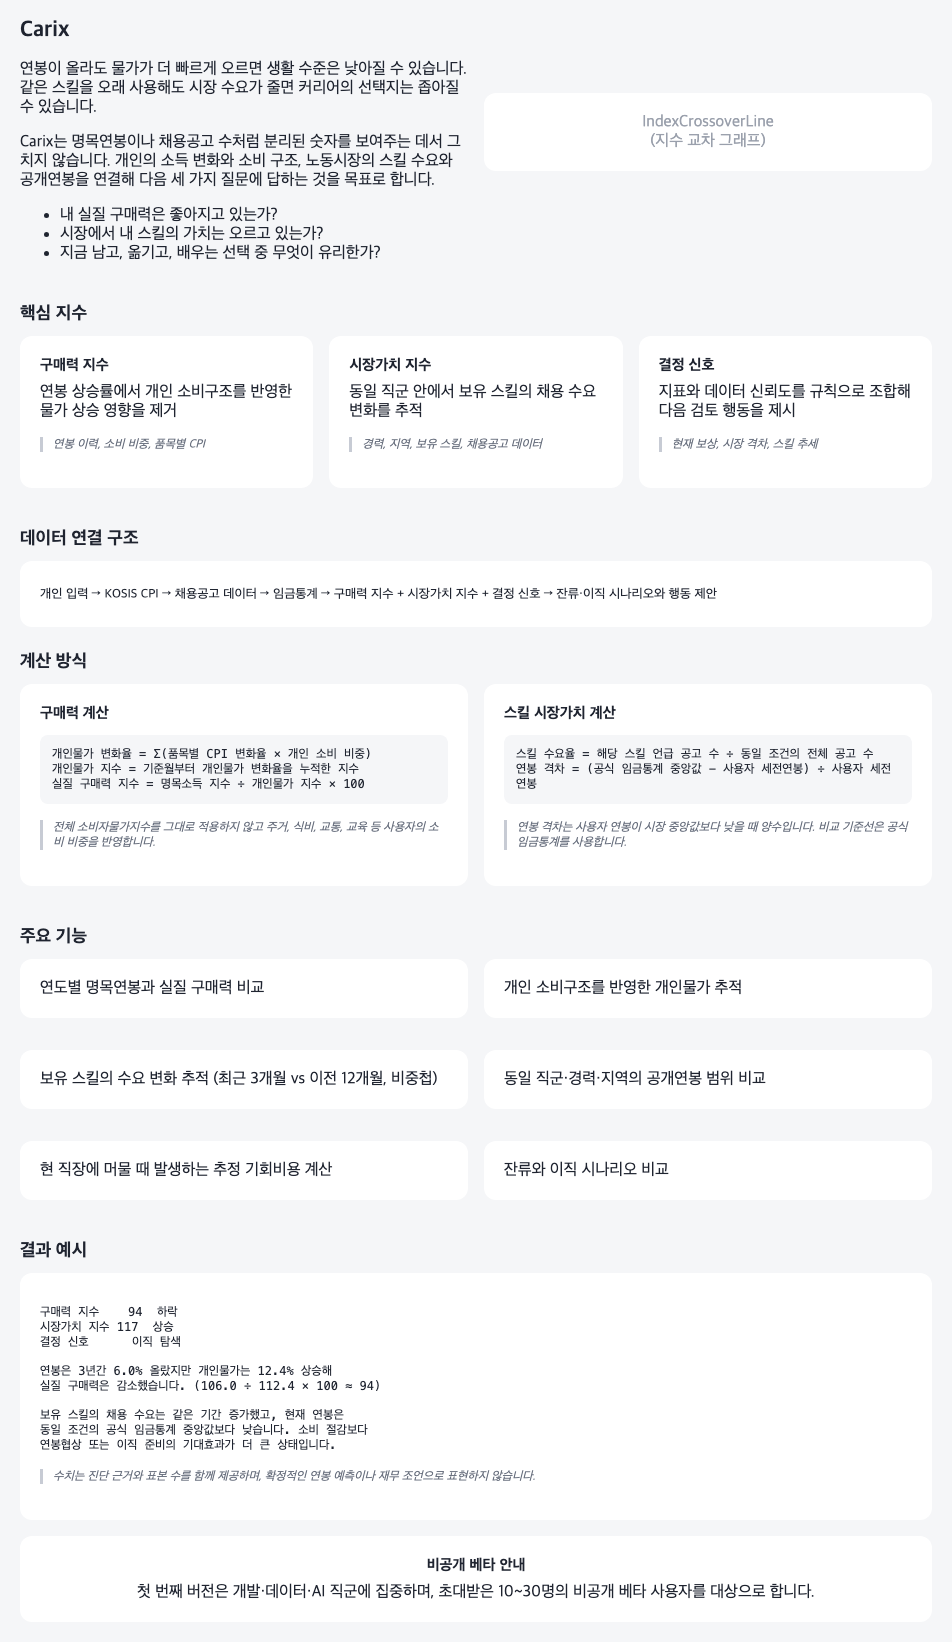 Carix
연봉이 올라도 물가가 더 빠르게 오르면 생활 수준은 낮아질 수 있습니다.
같은 스킬을 오래 사용해도 시장 수요가 줄면 커리어의 선택지는 좁아질
수 있습니다.
Carix는 명목연봉이나 채용공고 수처럼 분리된 숫자를 보여주는 데서 그
치지 않습니다. 개인의 소득 변화와 소비 구조, 노동시장의 스킬 수요와
공개연봉을 연결해 다음 세 가지 질문에 답하는 것을 목표로 합니다.
• 내 실질 구매력은 좋아지고 있는가?
• 시장에서 내 스킬의 가치는 오르고 있는가?
• 지금 남고, 옮기고, 배우는 선택 중 무엇이 유리한가?
IndexCrossoverLine
(지수 교차 그래프)
핵심 지수
구매력 지수
연봉 상승률에서 개인 소비구조를 반영한
물가 상승 영향을 제거
연봉 이력, 소비 비중, 품목별 CPI
시장가치 지수
동일 직군 안에서 보유 스킬의 채용 수요
변화를 추적
경력, 지역, 보유 스킬, 채용공고 데이터
결정 신호
지표와 데이터 신뢰도를 규칙으로 조합해
다음 검토 행동을 제시
현재 보상, 시장 격차, 스킬 추세
데이터 연결 구조
개인 입력 → KOSIS CPI → 채용공고 데이터 → 임금통계 → 구매력 지수 + 시장가치 지수 + 결정 신호 → 잔류·이직 시나리오와 행동 제안
계산 방식
구매력 계산
개인물가 변화율 = Σ(품목별 CPI 변화율 × 개인 소비 비중)
개인물가 지수 = 기준월부터 개인물가 변화율을 누적한 지수
실질 구매력 지수 = 명목소득 지수 ÷ 개인물가 지수 × 100
전체 소비자물가지수를 그대로 적용하지 않고 주거, 식비, 교통, 교육 등 사용자의 소
비 비중을 반영합니다.
스킬 시장가치 계산
스킬 수요율 = 해당 스킬 언급 공고 수 ÷ 동일 조건의 전체 공고 수
연봉 격차 = (공식 임금통계 중앙값 − 사용자 세전연봉) ÷ 사용자 세전
연봉
연봉 격차는 사용자 연봉이 시장 중앙값보다 낮을 때 양수입니다. 비교 기준선은 공식
임금통계를 사용합니다.
주요 기능
연도별 명목연봉과 실질 구매력 비교
개인 소비구조를 반영한 개인물가 추적
보유 스킬의 수요 변화 추적 (최근 3개월 vs 이전 12개월, 비중첩)
동일 직군·경력·지역의 공개연봉 범위 비교
현 직장에 머물 때 발생하는 추정 기회비용 계산
잔류와 이직 시나리오 비교
결과 예시
구매력 지수 94 하락
시장가치 지수 117 상승
결정 신호 이직 탐색
연봉은 3년간 6.0% 올랐지만 개인물가는 12.4% 상승해
실질 구매력은 감소했습니다. (106.0 ÷ 112.4 × 100 ≈ 94)
보유 스킬의 채용 수요는 같은 기간 증가했고, 현재 연봉은
동일 조건의 공식 임금통계 중앙값보다 낮습니다. 소비 절감보다
연봉협상 또는 이직 준비의 기대효과가 더 큰 상태입니다.
수치는 진단 근거와 표본 수를 함께 제공하며, 확정적인 연봉 예측이나 재무 조언으로 표현하지 않습니다.
비공개 베타 안내
첫 번째 버전은 개발·데이터·AI 직군에 집중하며, 초대받은 10~30명의 비공개 베타 사용자를 대상으로 합니다.